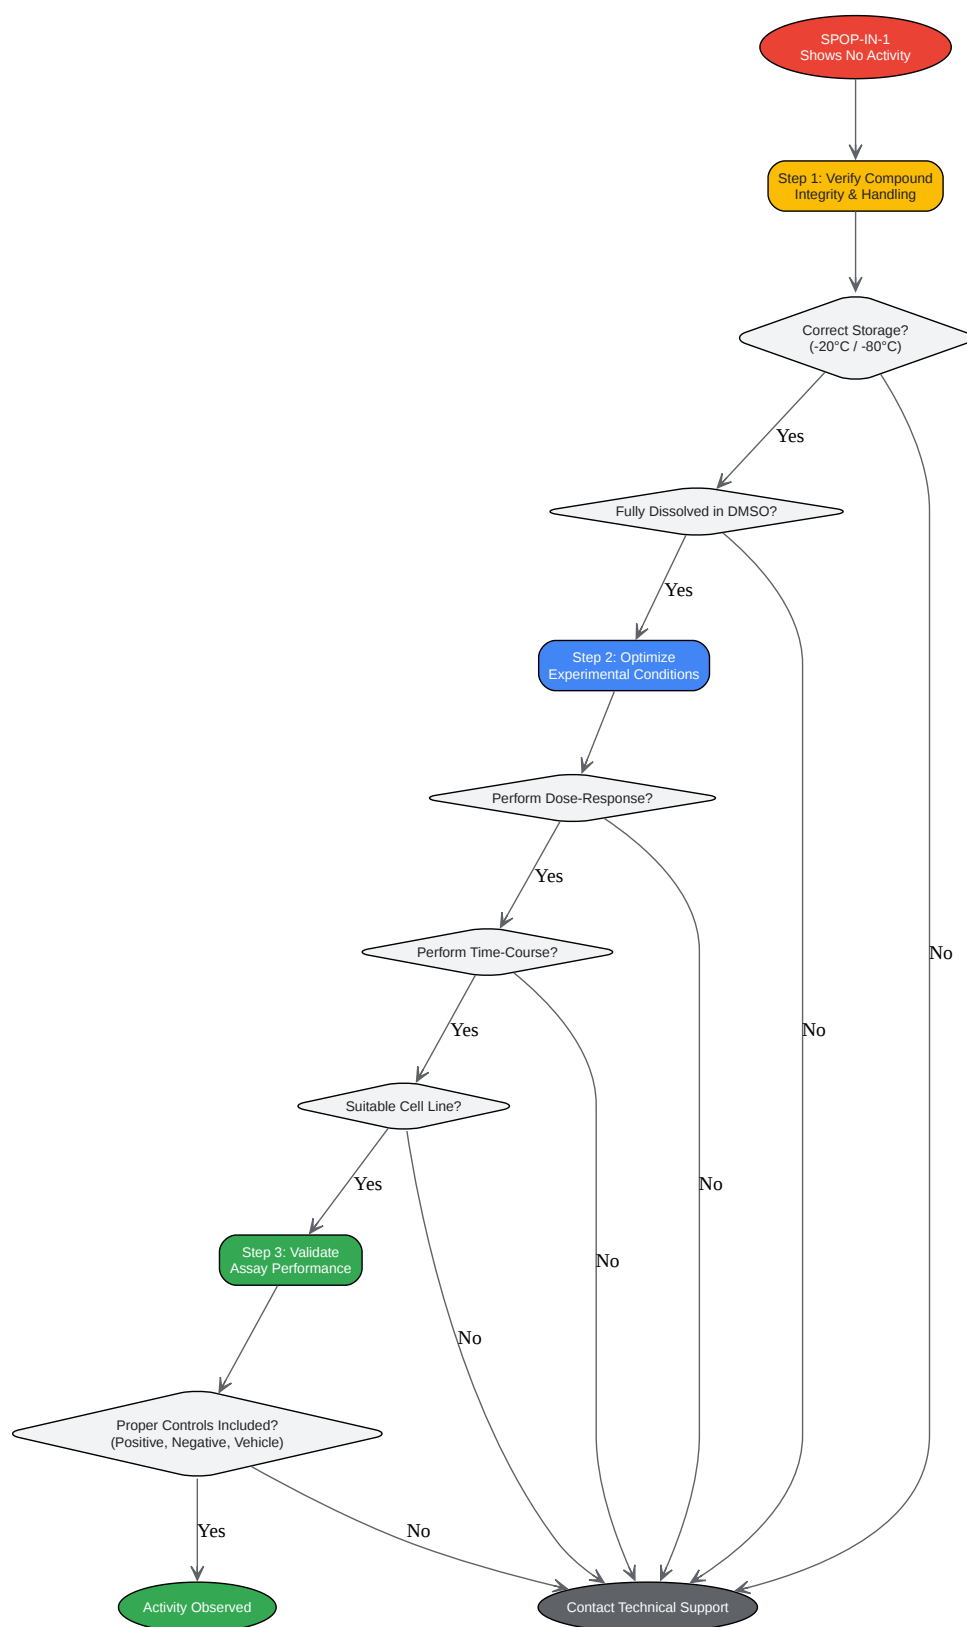 SPOP-IN-1
Shows No Activity
Step 1: Verify Compound
Integrity & Handling
Correct Storage?
(-20°C / -80°C)
Yes
Fully Dissolved in DMSO?
Yes
Step 2: Optimize
Experimental Conditions
Perform Dose-Response?
Yes
Perform Time-Course?
No
Yes
No
Suitable Cell Line?
Yes
No
Step 3: Validate
Assay Performance
No
No
Proper Controls Included?
(Positive, Negative, Vehicle)
Yes
No
Activity Observed
Contact Technical Support